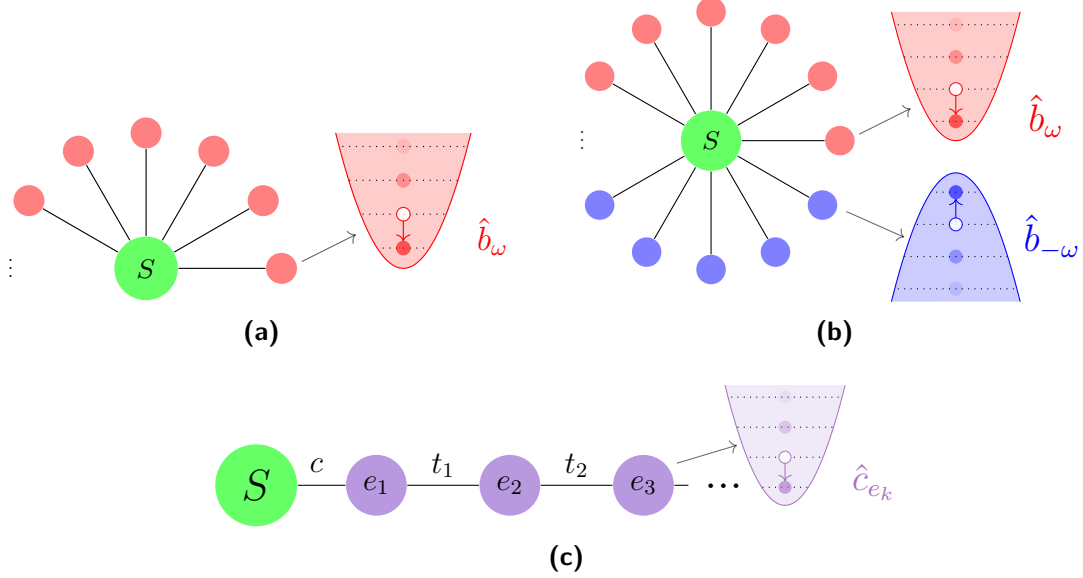 S
⋮
b̂_ω
(a)
S
⋮
b̂_ω
b̂_{-ω}
(b)
S c e_1 t_1 e_2 t_2 e_3 ...
ĉ_{e_k}
(c)